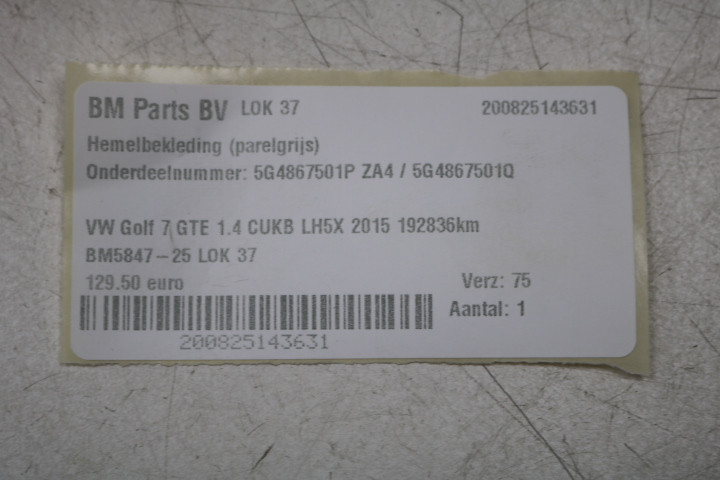 BM Parts BV LOK 37 200825143631
Hemelbekleding (parelgrijs)
Onderdeelnummer: 5G4867501P ZA4 / 5G4867501Q
VW Golf 7 GTE 1.4 CUKB LH5X 2015 192836km
BM5847-25 LOK 37
129.50 euro Verz: 75
Aantal: 1
200825143631